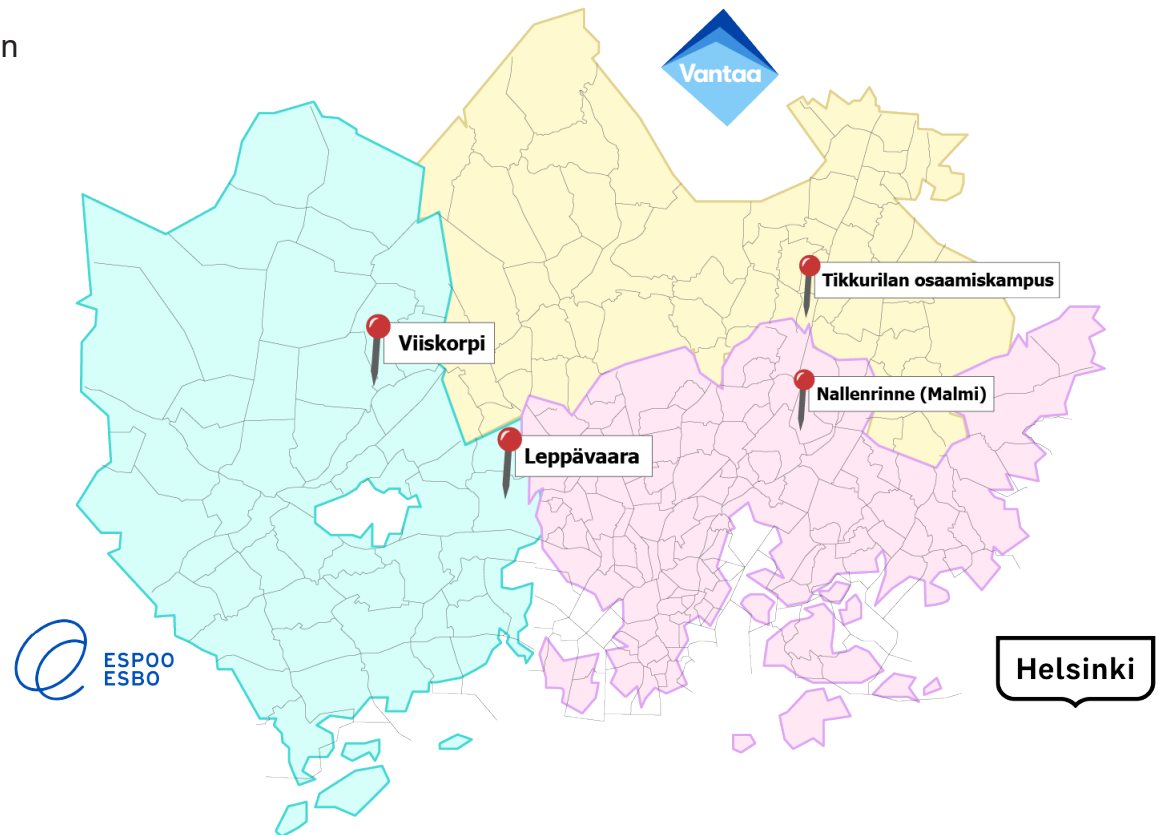 n
Vantaa
Tikkurilan osaamiskampus
Viiskorpi
Nallenrinne (Malmi)
Leppävaara
ESPOO
ESBO
Helsinki